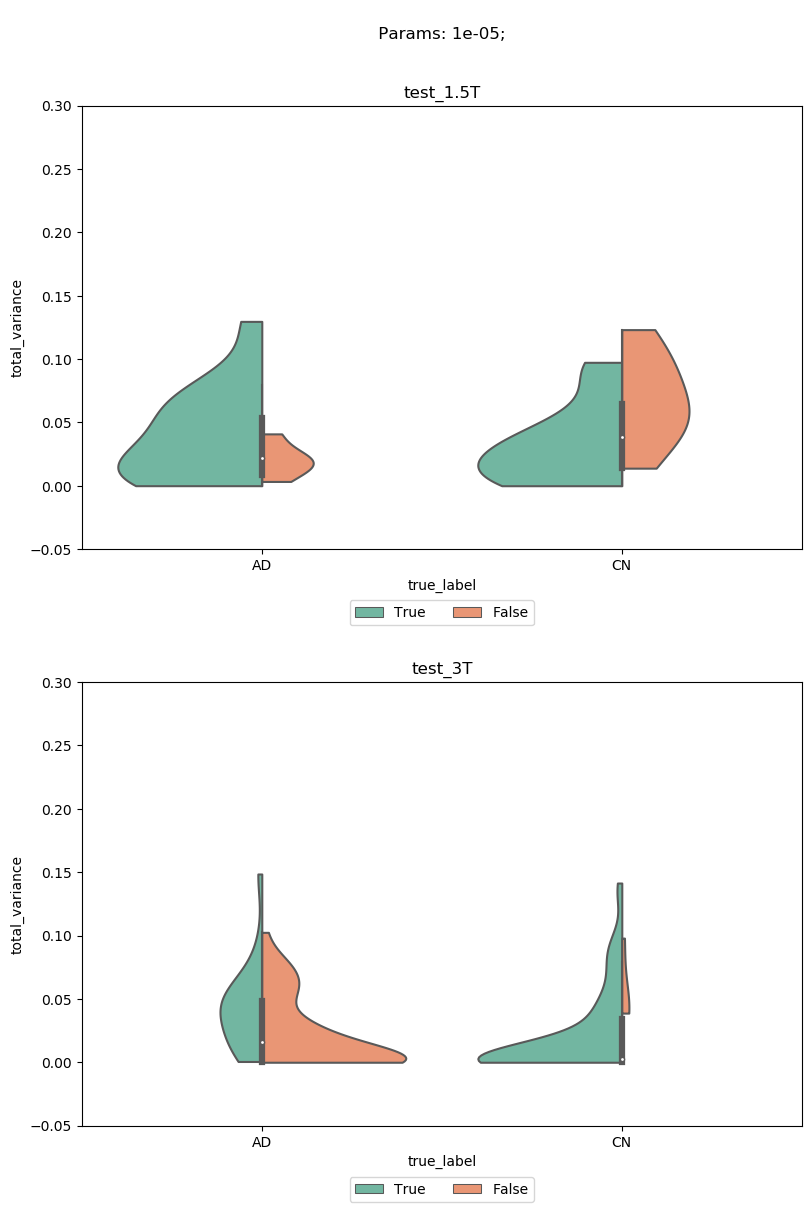 Params: 1e-05;
test_1.5T
0.30
0.25
0.20
0.15
0.10
0.05
0.00
−0.05
total_variance
AD CN
true_label
True False
test_3T
0.30
0.25
0.20
0.15
0.10
0.05
0.00
−0.05
total_variance
AD CN
true_label
True False